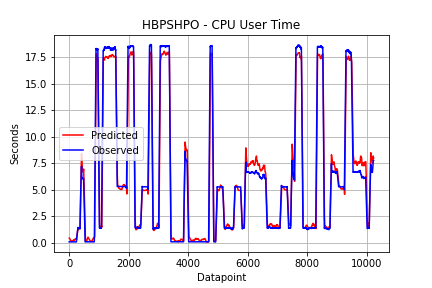 HBPSHPO - CPU User Time
Seconds
17.5
15.0
12.5
10.0
7.5
5.0
2.5
0.0
Predicted
Observed
0 2000 4000 6000 8000 10000
Datapoint